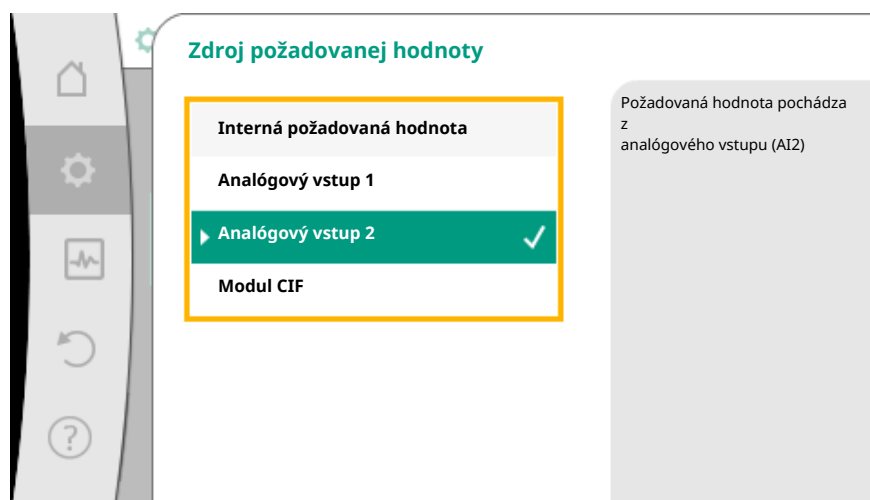 Zdroj požadovanej hodnoty
Interná požadovaná hodnota
Analógový vstup 1
Analógový vstup 2
Modul CIF
Požadovaná hodnota pochádza
z
analógového vstupu (AI2)
?